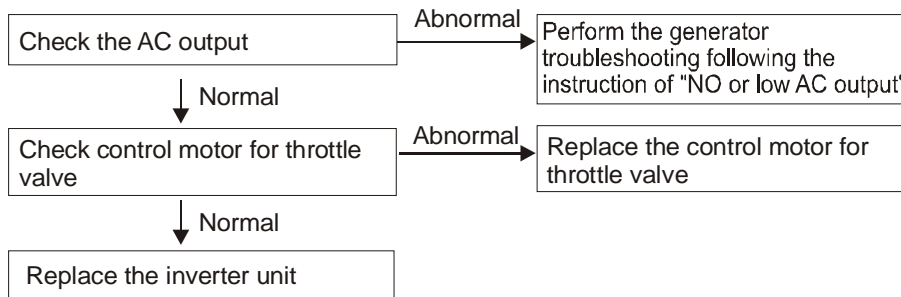 Check the AC output
Abnormal
Perform the generator
troubleshooting following the
instruction of "NO or low AC output"
Normal
Check control motor for throttle
valve
Abnormal
Replace the control motor for
throttle valve
Normal
Replace the inverter unit